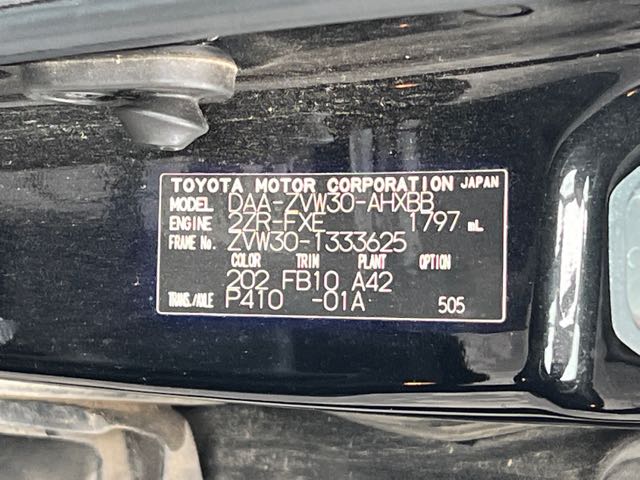 TOYOTA MOTOR CORPORATION JAPAN
MODEL DAA-ZVW30-AHXBB
ENGINE 2ZR-FXE 1797 mL
FRAME No. ZVW30-1333625
COLOR TRIM PLANT OPTION
202 FB10 A42
TRANS./AXLE P410 -01A 505